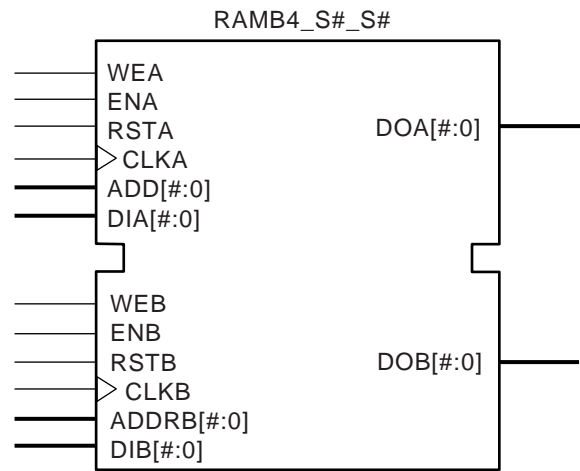 RAMB4_S#_S#
WEA
ENA
RSTA
DOA[#:0]
CLKA
ADD[#:0]
DIA[#:0]
WEB
ENB
RSTB
DOB[#:0]
CLKB
ADDRB[#:0]
DIB[#:0]